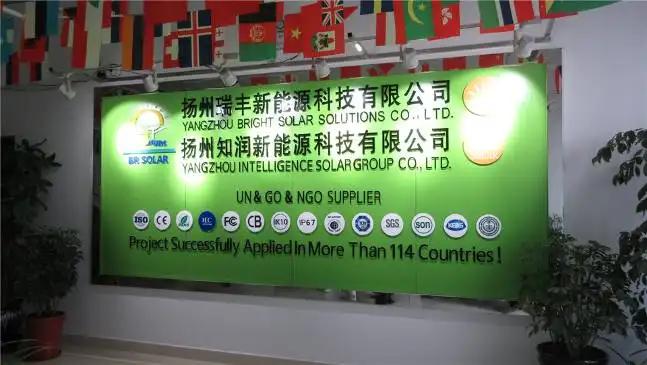 扬州瑞丰新能源科技有限公司
YANGZHOU BRIGHT SOLAR SOLUTIONS CO., LTD.
扬州知润新能源科技有限公司
YANGZHOU INTELLIGENCE SOLAR GROUP CO., LTD.
BR SOLAR
UN & GO & NGO SUPPLIER
ISO CE IEC FC CB IK10 IP67 SGS son KEBS
Project Successfully Applied In More Than 114 Countries!